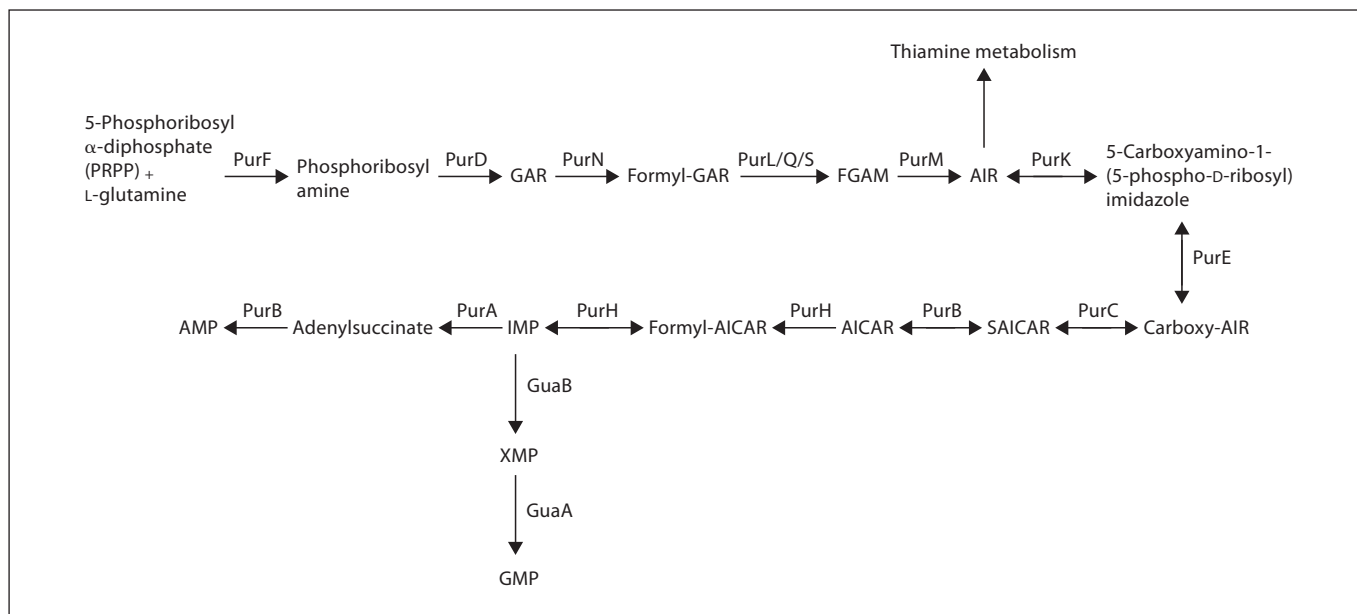 Thiamine metabolism
5-Phosphoribosyl
α-diphosphate
(PRPP) +
L-glutamine
PurF
Phosphoribosyl
amine
PurD
GAR
PurN
Formyl-GAR
PurL/Q/S
FGAM
PurM
AIR
PurK
5-Carboxyamino-1-
(5-phospho-D-ribosyl)
imidazole
PurE
AMP
PurB
Adenylsuccinate
PurA
IMP
PurH
Formyl-AICAR
PurH
AICAR
PurB
SAICAR
PurC
Carboxy-AIR
GuaB
XMP
GuaA
GMP